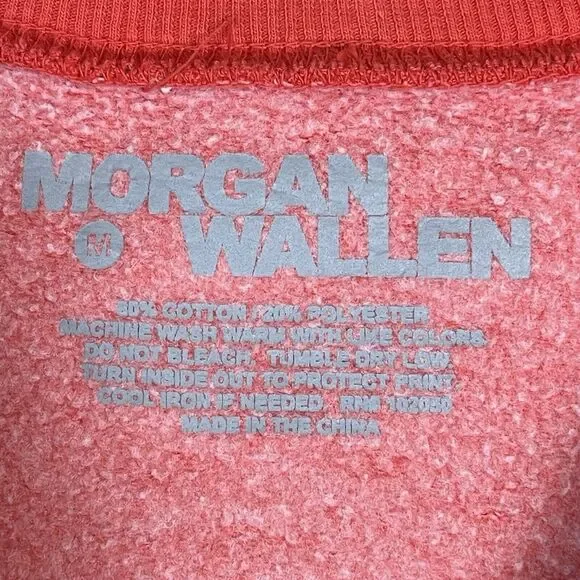 MORGAN
M WALLEN
80% COTTON / 20% POLYESTER
MACHINE WASH WARM WITH LIKE COLORS
DO NOT BLEACH, TUMBLE DRY LOW
TURN INSIDE OUT TO PROTECT PRINT
COOL IRON IF NEEDED RN# 102050
MADE IN THE CHINA